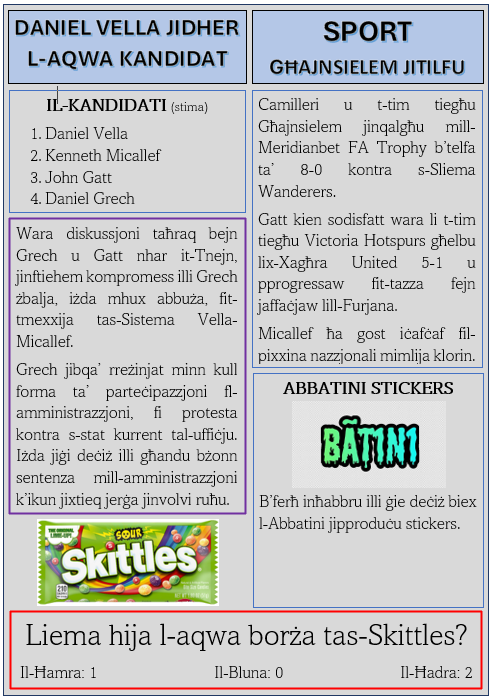 DANIEL VELLA JIDHER
L-AQWA KANDIDAT
IL-KANDIDATI (stima)
1. Daniel Vella
2. Kenneth Micallef
3. John Gatt
4. Daniel Grech
Wara diskussjoni taħraq bejn
Grech u Gatt nhar it-Tnejn,
jinftiehem kompromess illi Grech
żbalja, iżda mhux abbuża, fit-
tmexxija tas-Sistema Vella-
Micallef.
Grech jibqa' rreżinjat minn kull
forma ta' parteċipazzjoni fl-
amministrazzjoni, fi protesta
kontra s-stat kurrent tal-uffiċju.
Iżda jiġi deċiż illi għandu bżonn
sentenza mill-amministrazzjoni
k'ikun jixtieq jerġa jinvolvi ruħu.
THE ORIGINAL
LIME-UP!
SOUR
Skittles
210
SPORT
GĦAJNSIELEM JITILFU
Camilleri u t-tim tiegħu
Għajnsielem jinqalgħu mill-
Meridianbet FA Trophy b'telfa
ta' 8-0 kontra s-Sliema
Wanderers.
Gatt kien sodisfatt wara li t-tim
tiegħu Victoria Hotspurs għelbu
lix-Xagħra United 5-1 u
pprogressaw fit-tazza fejn
jaffaċjaw lill-Furjana.
Micallef ħa gost iċafċaf fil-
pixxina nazzjonali mimlija klorin.
ABBATINI STICKERS
BÃTINI
B'ferħ inħabbru illi ġie deċiż biex
l-Abbatini jipproduċu stickers.
Liema hija l-aqwa borża tas-Skittles?
Il-Ħamra: 1 Il-Bluna: 0 Il-Ħadra: 2